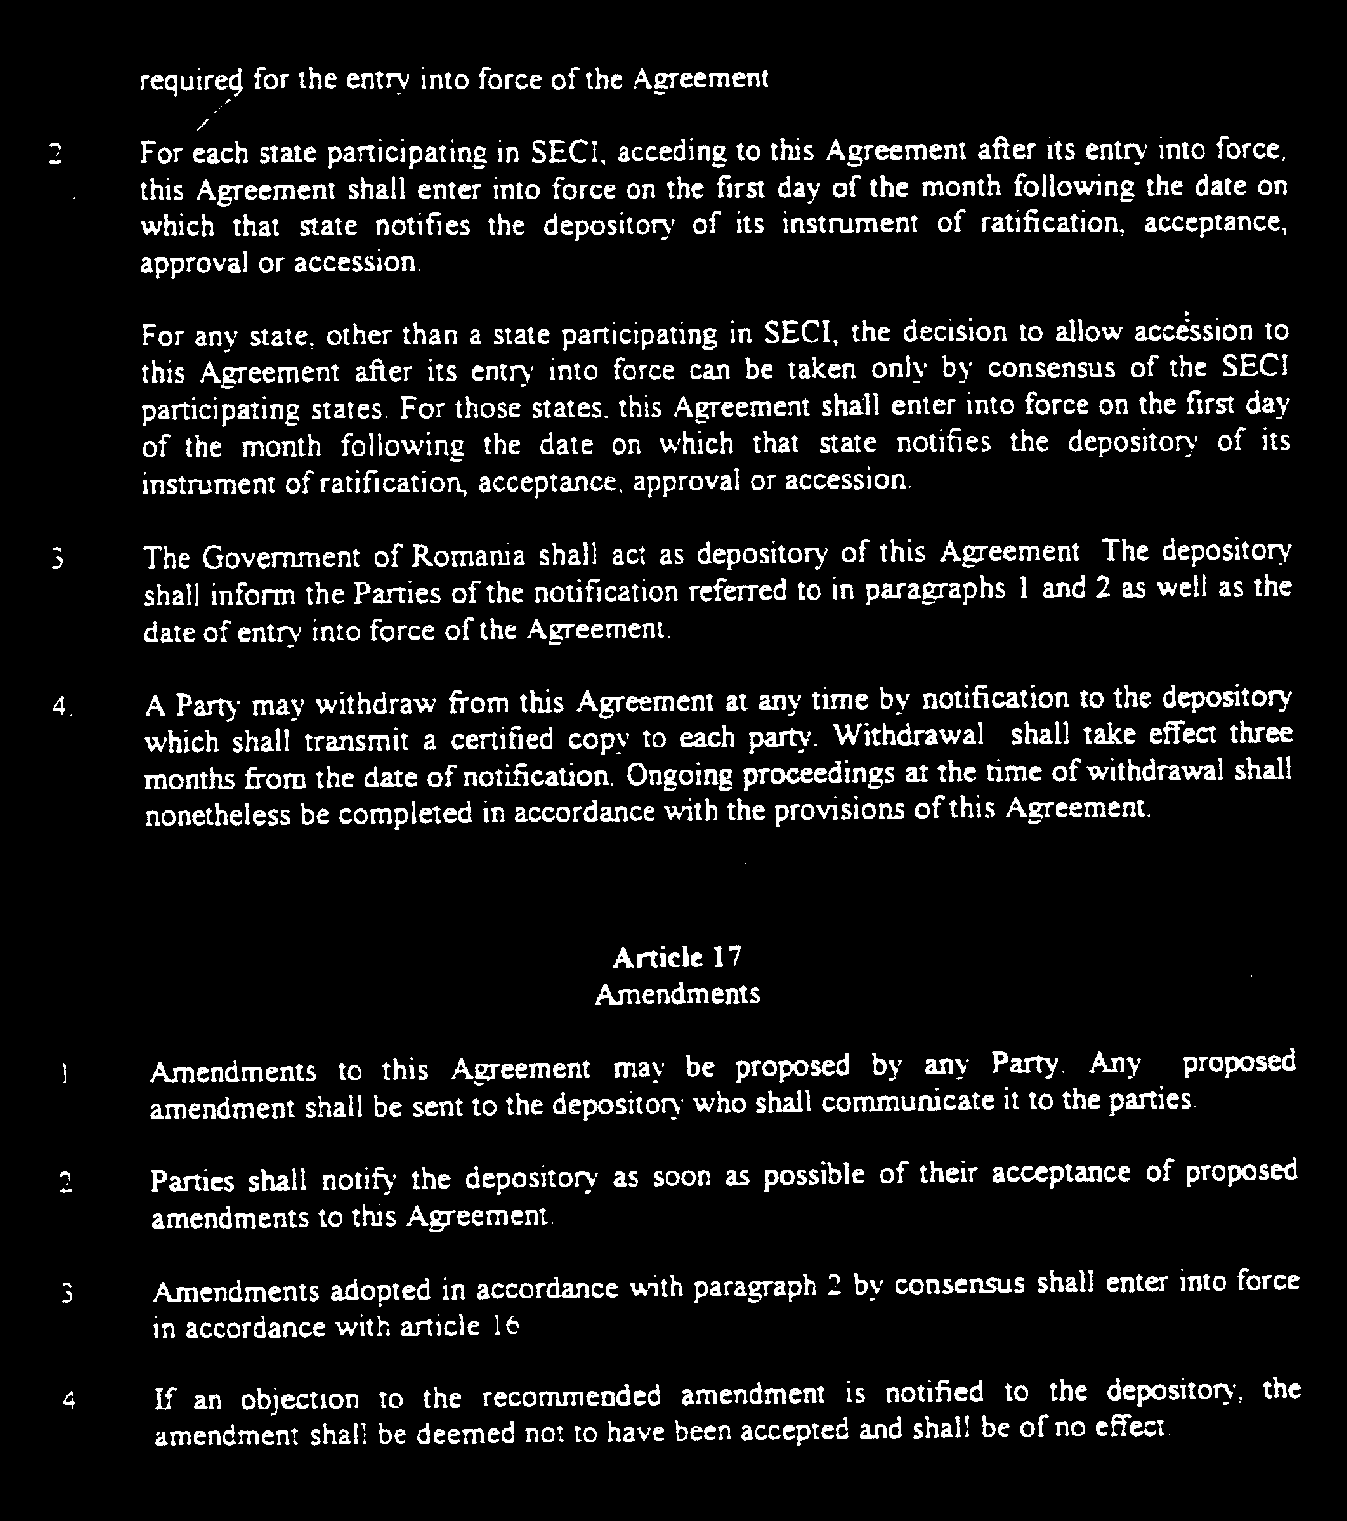 required for the entry into force of the Agreement
2 For each state participating in SECI, acceding to this Agreement after its entry into force,
this Agreement shall enter into force on the first day of the month following the date on
which that state notifies the depository of its instrument of ratification, acceptance,
approval or accession.
For any state, other than a state participating in SECI, the decision to allow accession to
this Agreement after its entry into force can be taken only by consensus of the SECI
participating states. For those states, this Agreement shall enter into force on the first day
of the month following the date on which that state notifies the depository of its
instrument of ratification, acceptance, approval or accession.
3 The Government of Romania shall act as depository of this Agreement The depository
shall inform the Parties of the notification referred to in paragraphs 1 and 2 as well as the
date of entry into force of the Agreement.
4. A Party may withdraw from this Agreement at any time by notification to the depository
which shall transmit a certified copy to each party. Withdrawal shall take effect three
months from the date of notification. Ongoing proceedings at the time of withdrawal shall
nonetheless be completed in accordance with the provisions of this Agreement.
Article 17
Amendments
1 Amendments to this Agreement may be proposed by any Party. Any proposed
amendment shall be sent to the depository who shall communicate it to the parties.
2 Parties shall notify the depository as soon as possible of their acceptance of proposed
amendments to this Agreement.
3 Amendments adopted in accordance with paragraph 2 by consensus shall enter into force
in accordance with article 16
4 If an objection to the recommended amendment is notified to the depository, the
amendment shall be deemed not to have been accepted and shall be of no effect.